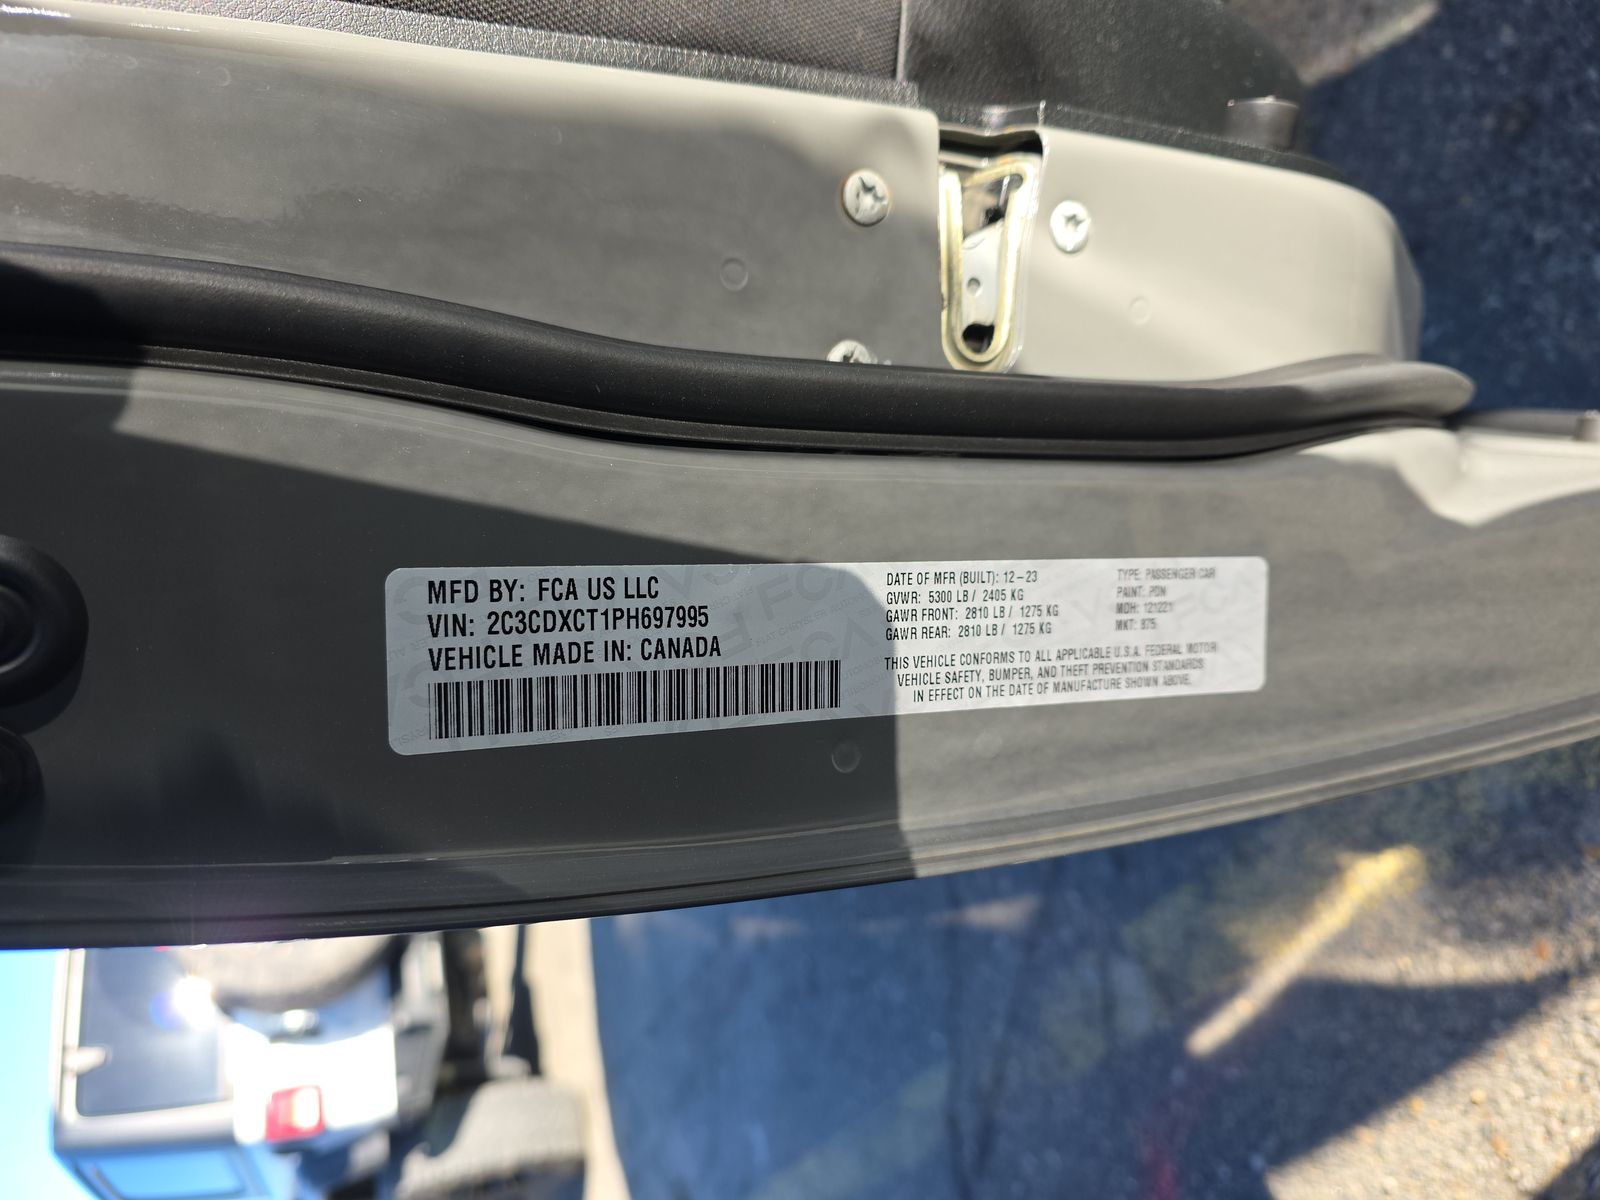 MFD BY: FCA US LLC
VIN: 2C3CDXCT1PH697995
VEHICLE MADE IN: CANADA
DATE OF MFR (BUILT): 12-23
GVWR: 5300 LB / 2405 KG
GAWR FRONT: 2810 LB / 1275 KG
GAWR REAR: 2810 LB / 1275 KG
TYPE: PASSENGER CAR
PAINT: PDN
MDH: 121221
MKT: 875
THIS VEHICLE CONFORMS TO ALL APPLICABLE U.S.A. FEDERAL MOTOR
VEHICLE SAFETY, BUMPER, AND THEFT PREVENTION STANDARDS
IN EFFECT ON THE DATE OF MANUFACTURE SHOWN ABOVE.